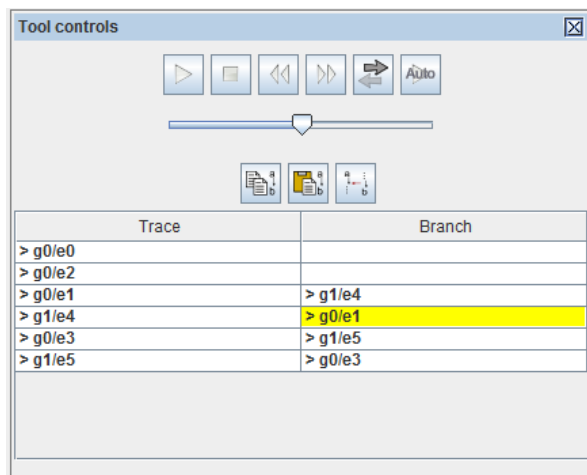 Tool controls
Auto
a
b
a
b
a
b
Trace Branch
> g0/e0
> g0/e2
> g0/e1 > g1/e4
> g1/e4 > g0/e1
> g0/e3 > g1/e5
> g1/e5 > g0/e3